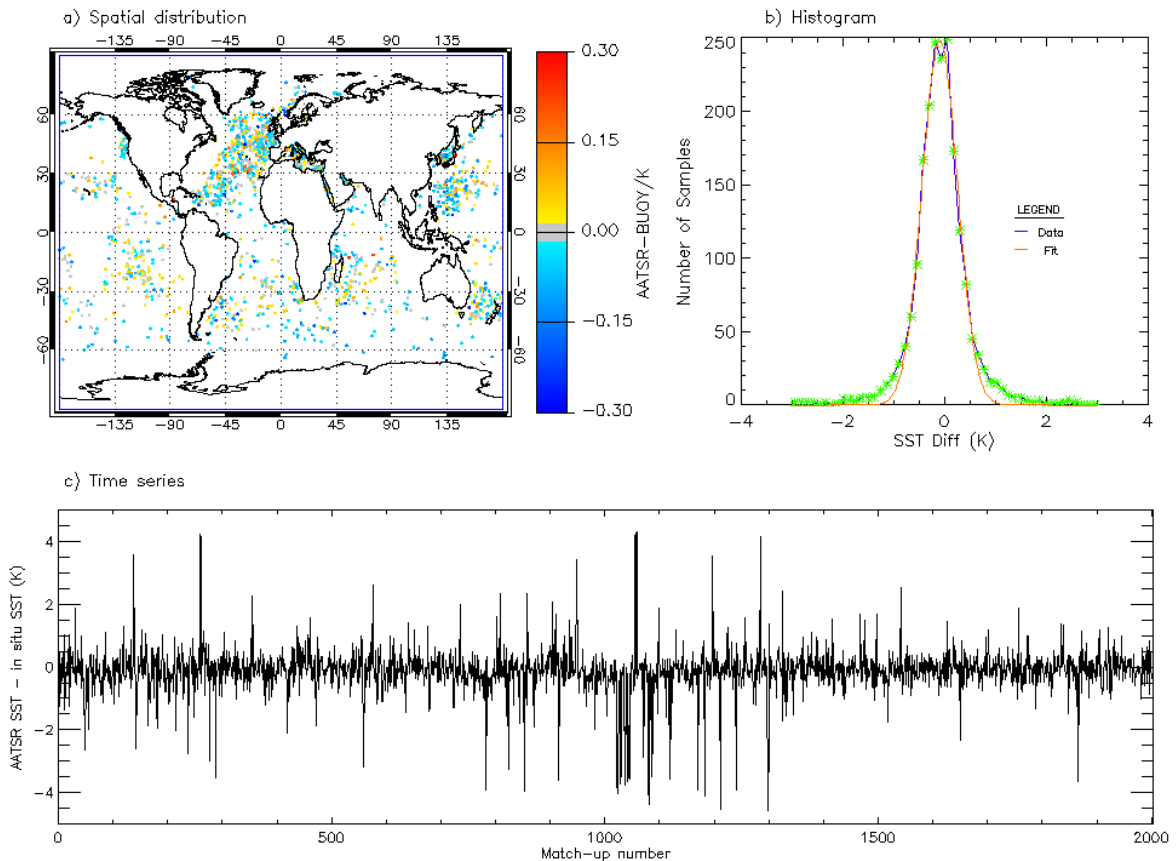 a) Spatial distribution
−135 −90 −45 0 45 90 135
60 30 0 −30 −60
60 30 0 −30 −60
−135 −90 −45 0 45 90 135
0.30
0.15
0.00
−0.15
−0.30
AATSR−BUOY/K
b) Histogram
250
200
150
100
50
0
Number of Samples
LEGEND
Data
Fit
−4 −2 0 2 4
SST Diff (K)
c) Time series
4
2
0
−2
−4
AATSR SST − in situ SST (K)
0 500 1000 1500 2000
Match−up number